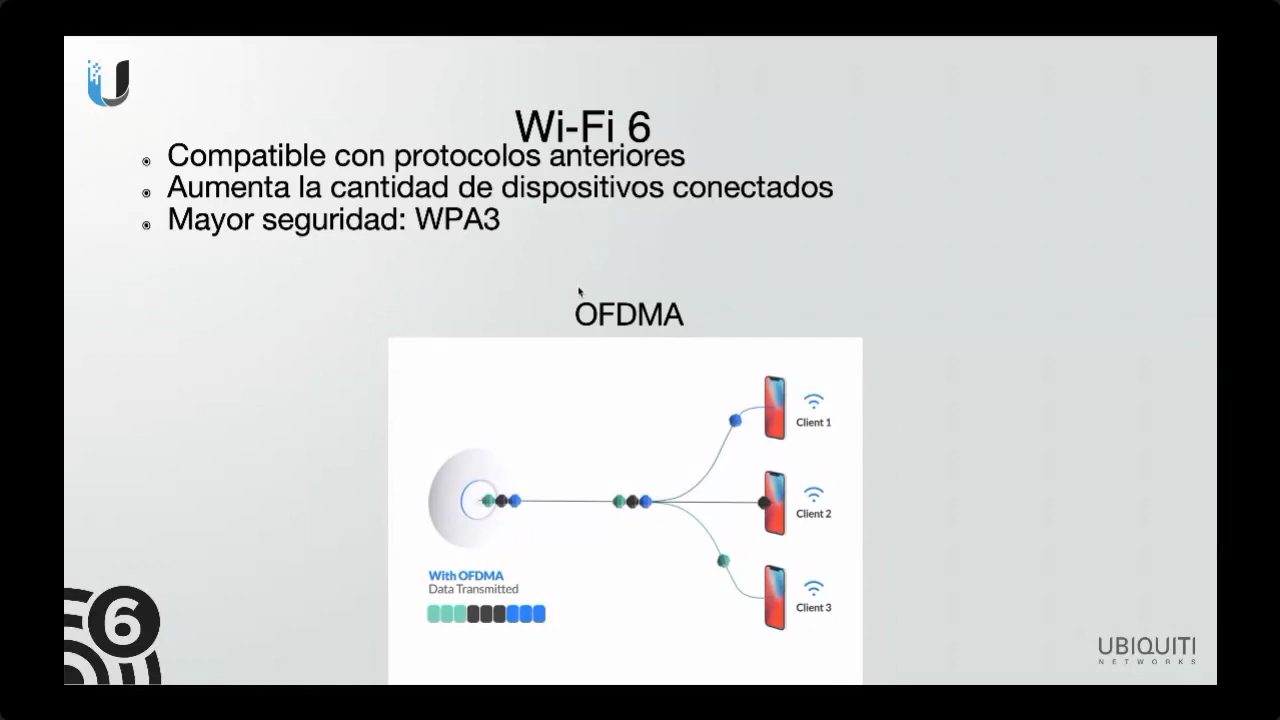 Wi-Fi 6
Compatible con protocolos anteriores
Aumenta la cantidad de dispositivos conectados
Mayor seguridad: WPA3
OFDMA
Client 1
Client 2
With OFDMA
Data Transmitted
Client 3
6
UBIQUITI
NETWORKS